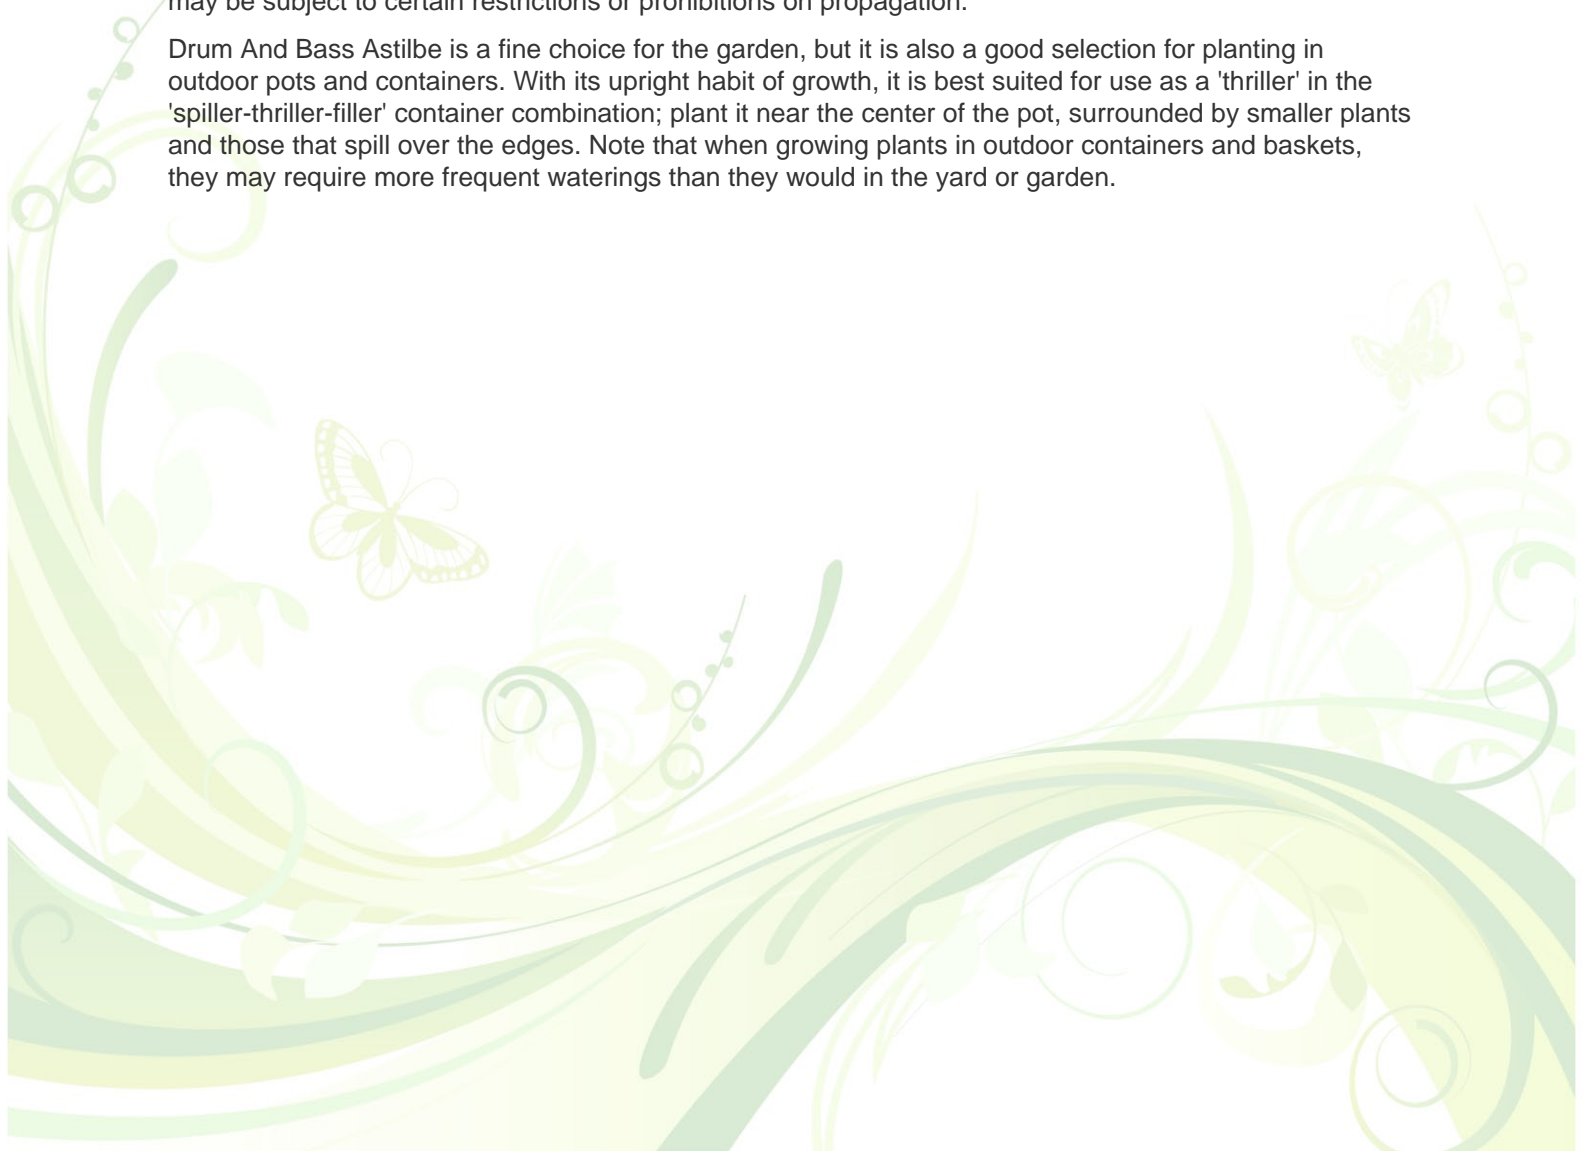 may be subject to certain restrictions or prohibitions on propagation.
Drum And Bass Astilbe is a fine choice for the garden, but it is also a good selection for planting in
outdoor pots and containers. With its upright habit of growth, it is best suited for use as a 'thriller' in the
'spiller-thriller-filler' container combination; plant it near the center of the pot, surrounded by smaller plants
and those that spill over the edges. Note that when growing plants in outdoor containers and baskets,
they may require more frequent waterings than they would in the yard or garden.